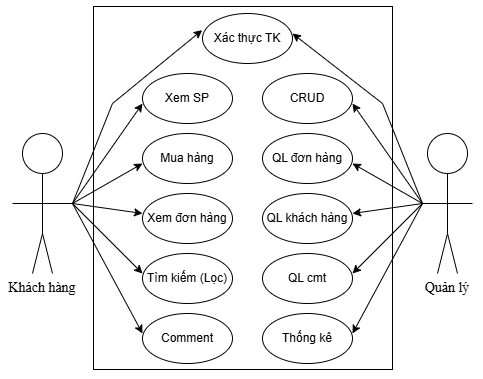 Xác thực TK
Xem SP
CRUD
Mua hàng
QL đơn hàng
Xem đơn hàng
QL khách hàng
Tìm kiếm (Lọc)
QL cmt
Khách hàng
Quản lý
Comment
Thống kê